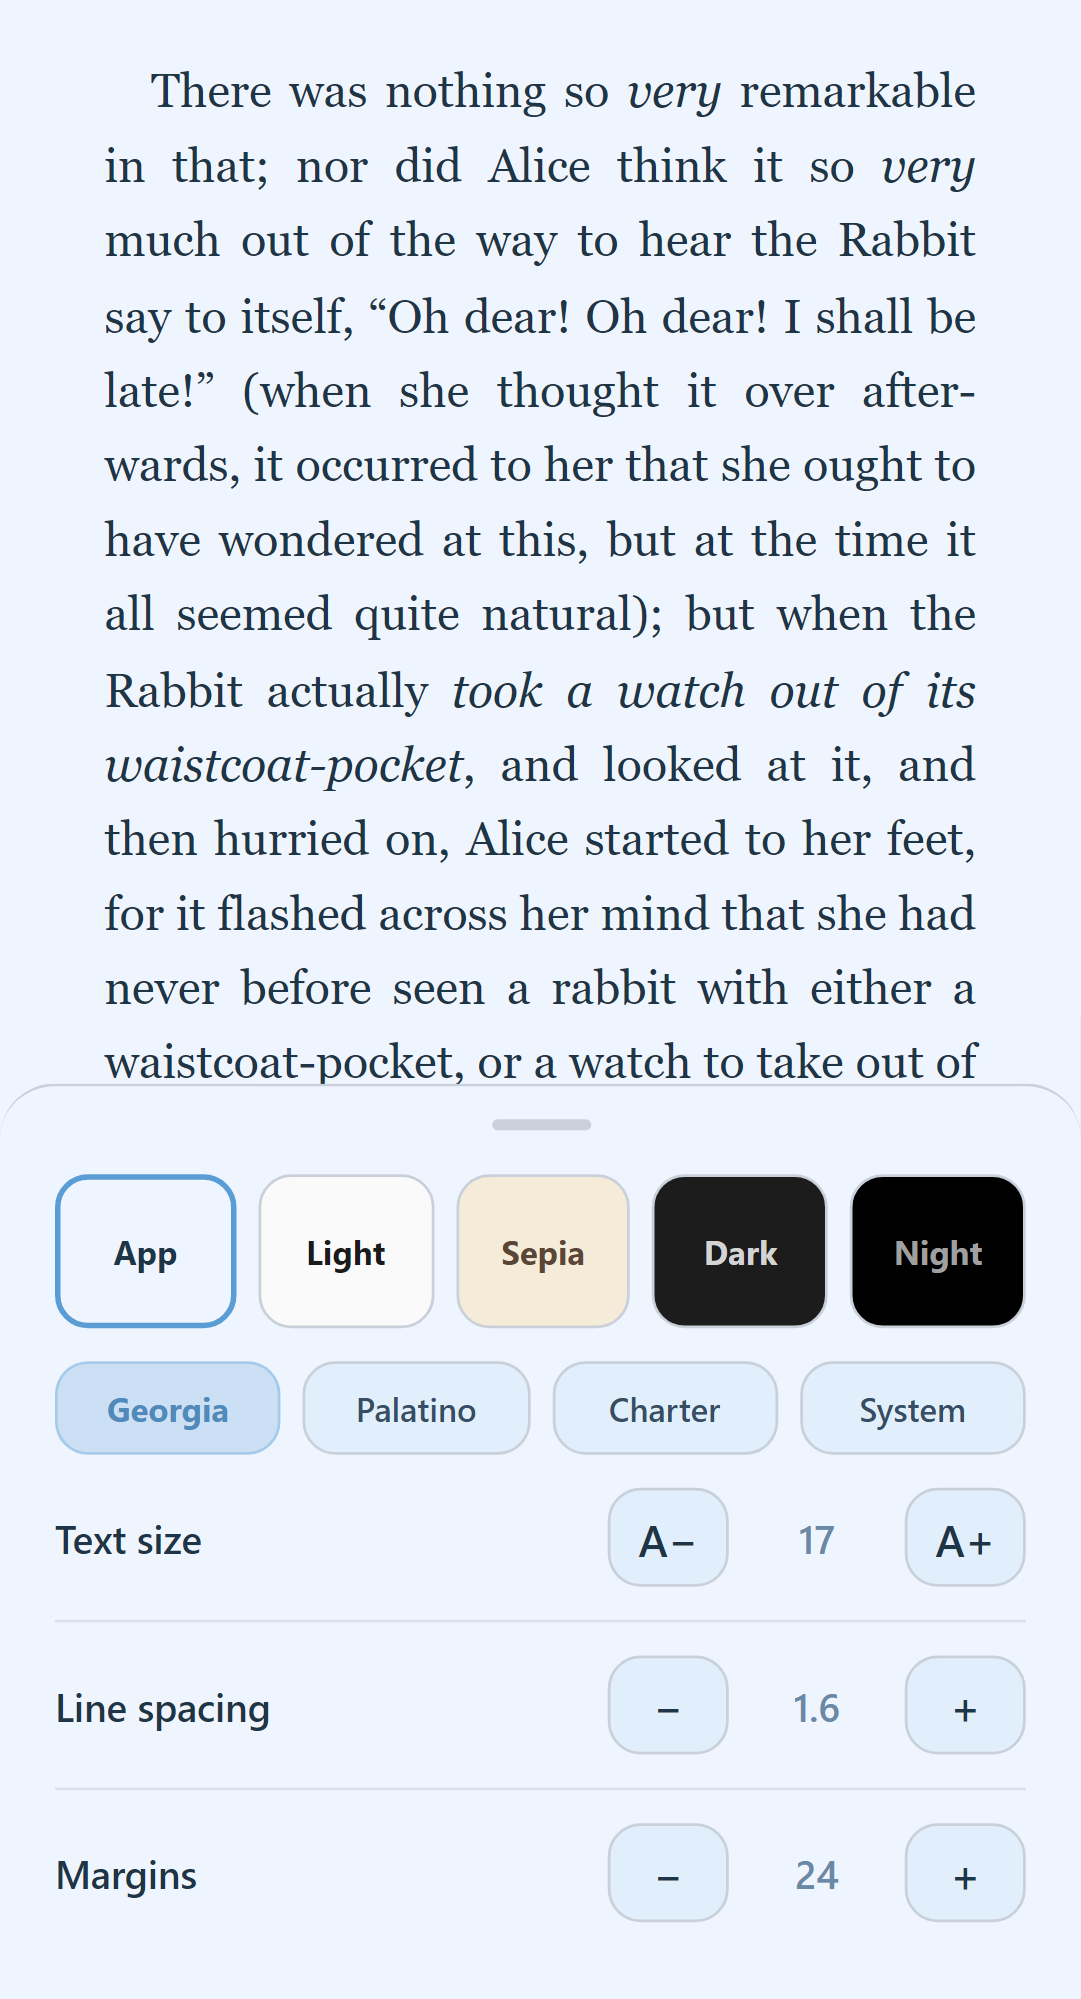 There was nothing so very remarkable
in that; nor did Alice think it so very
much out of the way to hear the Rabbit
say to itself, “Oh dear! Oh dear! I shall be
late!” (when she thought it over after-
wards, it occurred to her that she ought to
have wondered at this, but at the time it
all seemed quite natural); but when the
Rabbit actually took a watch out of its
waistcoat-pocket, and looked at it, and
then hurried on, Alice started to her feet,
for it flashed across her mind that she had
never before seen a rabbit with either a
waistcoat-pocket, or a watch to take out of
App Light Sepia Dark Night
Georgia Palatino Charter System
Text size A− 17 A+
Line spacing − 1.6 +
Margins − 24 +